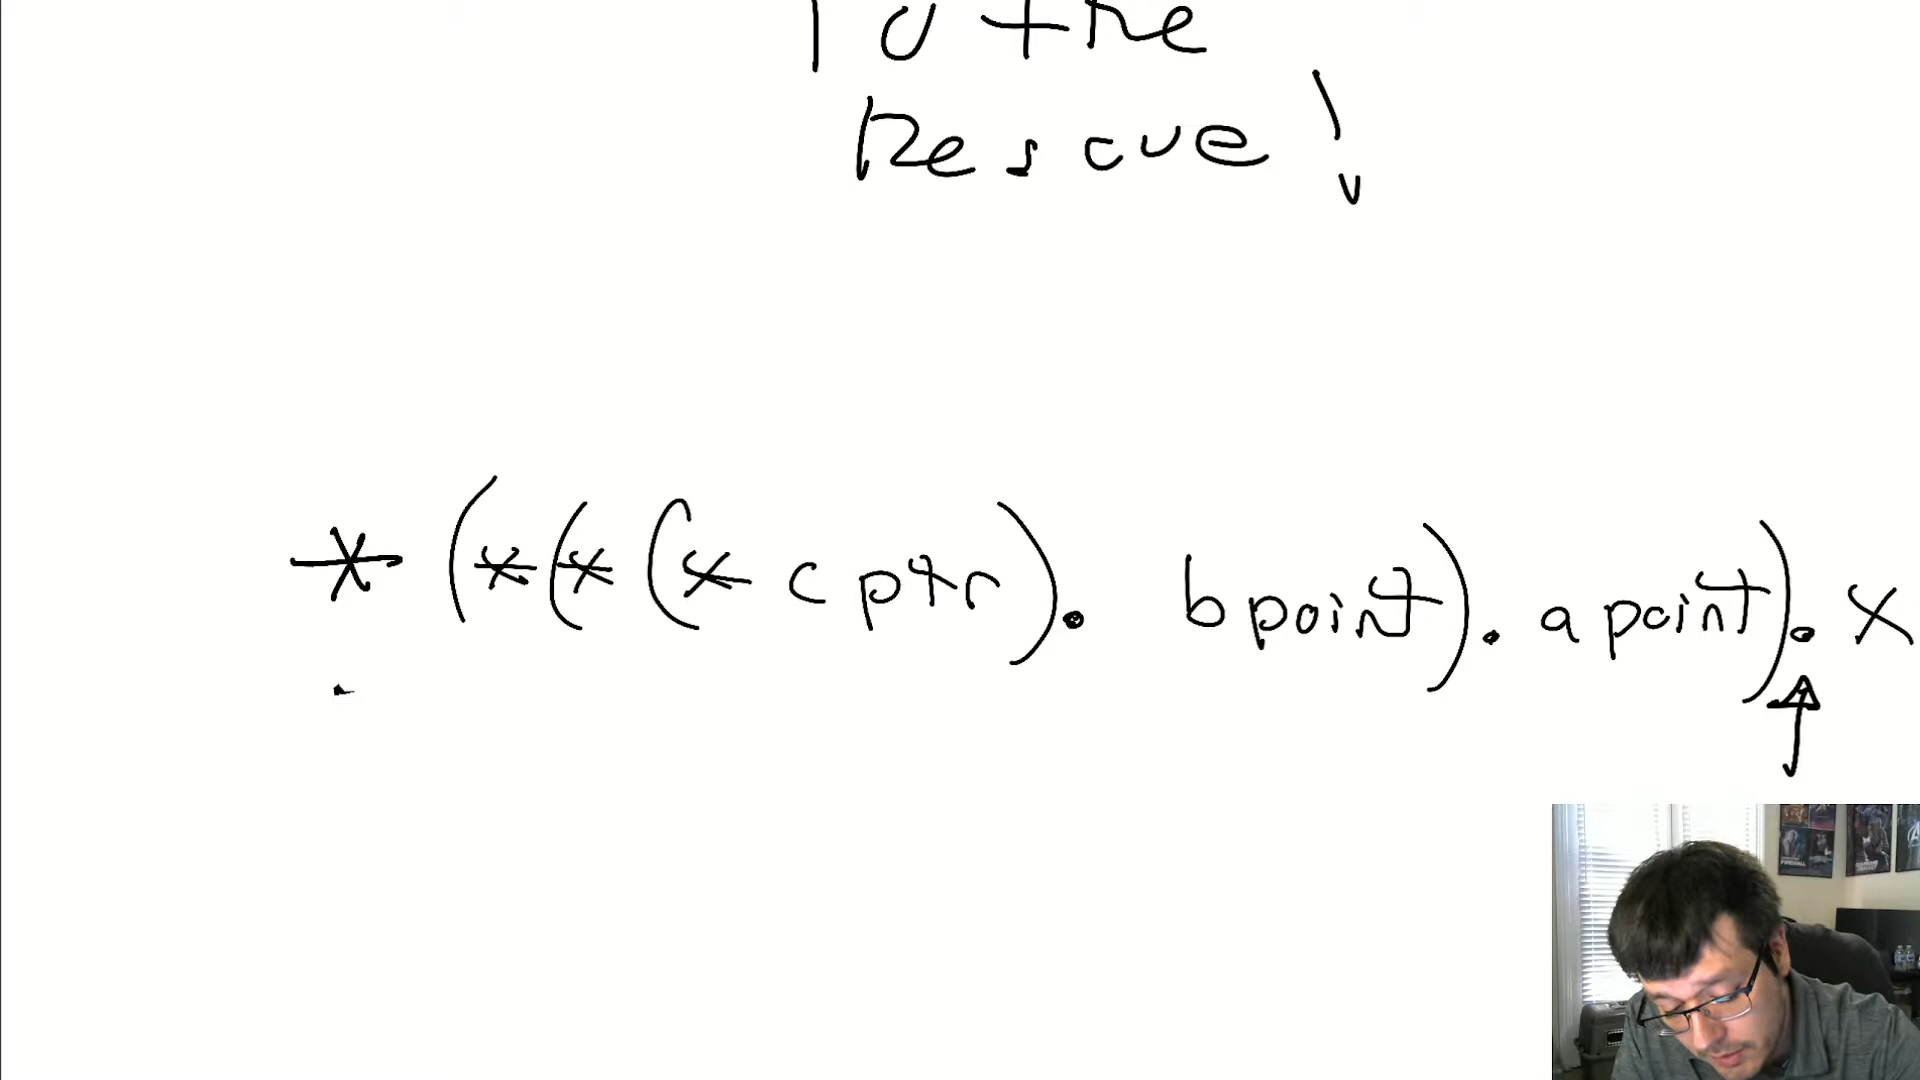 To the
Rescue!
* (*(* (* cptr). bpoint). apoint). x